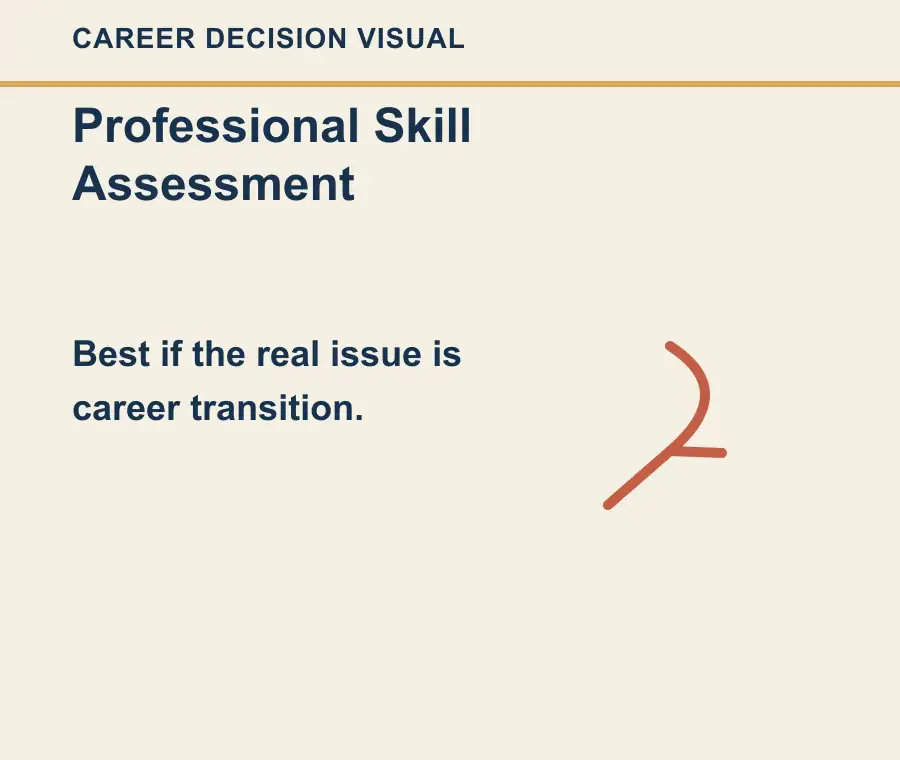 CAREER DECISION VISUAL
Professional Skill
Assessment
Best if the real issue is
career transition.